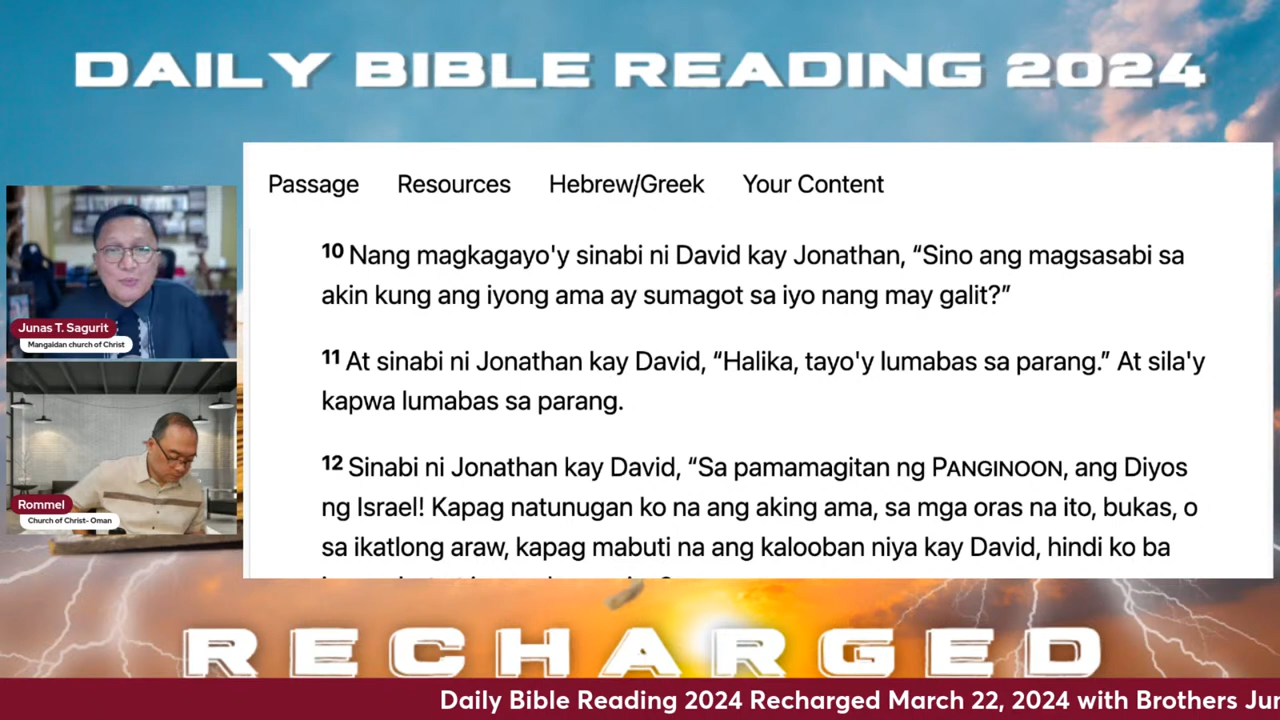 DAILY BIBLE READING 2024
Passage Resources Hebrew/Greek Your Content
10 Nang magkagayo'y sinabi ni David kay Jonathan, “Sino ang magsasabi sa
akin kung ang iyong ama ay sumagot sa iyo nang may galit?”
11 At sinabi ni Jonathan kay David, “Halika, tayo'y lumabas sa parang.” At sila'y
kapwa lumabas sa parang.
12 Sinabi ni Jonathan kay David, “Sa pamamagitan ng PANGINOON, ang Diyos
ng Israel! Kapag natunugan ko na ang aking ama, sa mga oras na ito, bukas, o
sa ikatlong araw, kapag mabuti na ang kalooban niya kay David, hindi ko ba
Junas T. Sagurit
Mangaldan church of Christ
Rommel
Church of Christ- Oman
RECHARGED
Daily Bible Reading 2024 Recharged March 22, 2024 with Brothers Jun